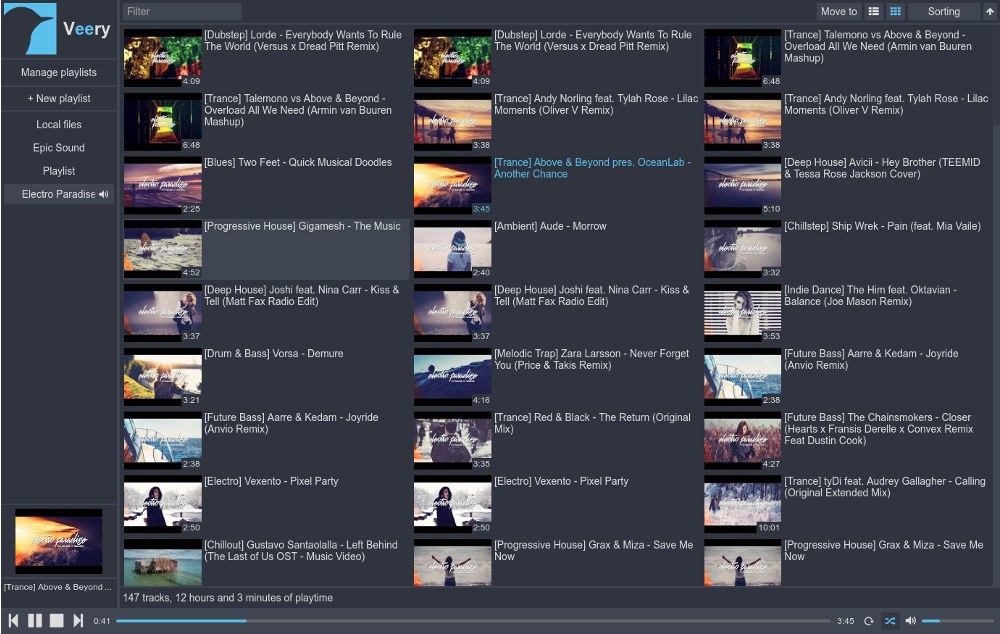 Veery
Manage playlists
+ New playlist
Local files
Epic Sound
Playlist
Electro Paradise
[Trance] Above & Beyond ...
Filter
Move to
Sorting
[Dubstep] Lorde - Everybody Wants To Rule
The World (Versus x Dread Pitt Remix)
4:09
[Dubstep] Lorde - Everybody Wants To Rule
The World (Versus x Dread Pitt Remix)
4:09
[Trance] Talemono vs Above & Beyond -
Overload All We Need (Armin van Buuren
Mashup)
6:48
[Trance] Talemono vs Above & Beyond -
Overload All We Need (Armin van Buuren
Mashup)
6:48
[Trance] Andy Norling feat. Tylah Rose - Lilac
Moments (Oliver V Remix)
3:38
[Trance] Andy Norling feat. Tylah Rose - Lilac
Moments (Oliver V Remix)
3:38
[Blues] Two Feet - Quick Musical Doodles
2:25
[Trance] Above & Beyond pres. OceanLab -
Another Chance
3:45
[Deep House] Avicii - Hey Brother (TEEMID
& Tessa Rose Jackson Cover)
5:10
[Progressive House] Gigamesh - The Music
4:52
[Ambient] Aude - Morrow
2:40
[Chillstep] Ship Wrek - Pain (feat. Mia Vaile)
3:32
[Deep House] Joshi feat. Nina Carr - Kiss &
Tell (Matt Fax Radio Edit)
3:37
[Deep House] Joshi feat. Nina Carr - Kiss &
Tell (Matt Fax Radio Edit)
3:37
[Indie Dance] The Him feat. Oktavian -
Balance (Joe Mason Remix)
3:53
[Drum & Bass] Vorsa - Demure
3:21
[Melodic Trap] Zara Larsson - Never Forget
You (Price & Takis Remix)
4:16
[Future Bass] Aarre & Kedam - Joyride
(Anvio Remix)
2:38
[Future Bass] Aarre & Kedam - Joyride
(Anvio Remix)
2:38
[Trance] Red & Black - The Return (Original
Mix)
3:35
[Future Bass] The Chainsmokers - Closer
(Hearts x Fransis Derelle x Convex Remix
Feat Dustin Cook)
4:27
[Electro] Vexento - Pixel Party
2:50
[Electro] Vexento - Pixel Party
2:50
[Trance] tyDi feat. Audrey Gallagher - Calling
(Original Extended Mix)
10:01
[Chillout] Gustavo Santaolalla - Left Behind
(The Last of Us OST - Music Video)
[Progressive House] Grax & Miza - Save Me
Now
[Progressive House] Grax & Miza - Save Me
Now
electro paradise
147 tracks, 12 hours and 3 minutes of playtime
0:41
3:45